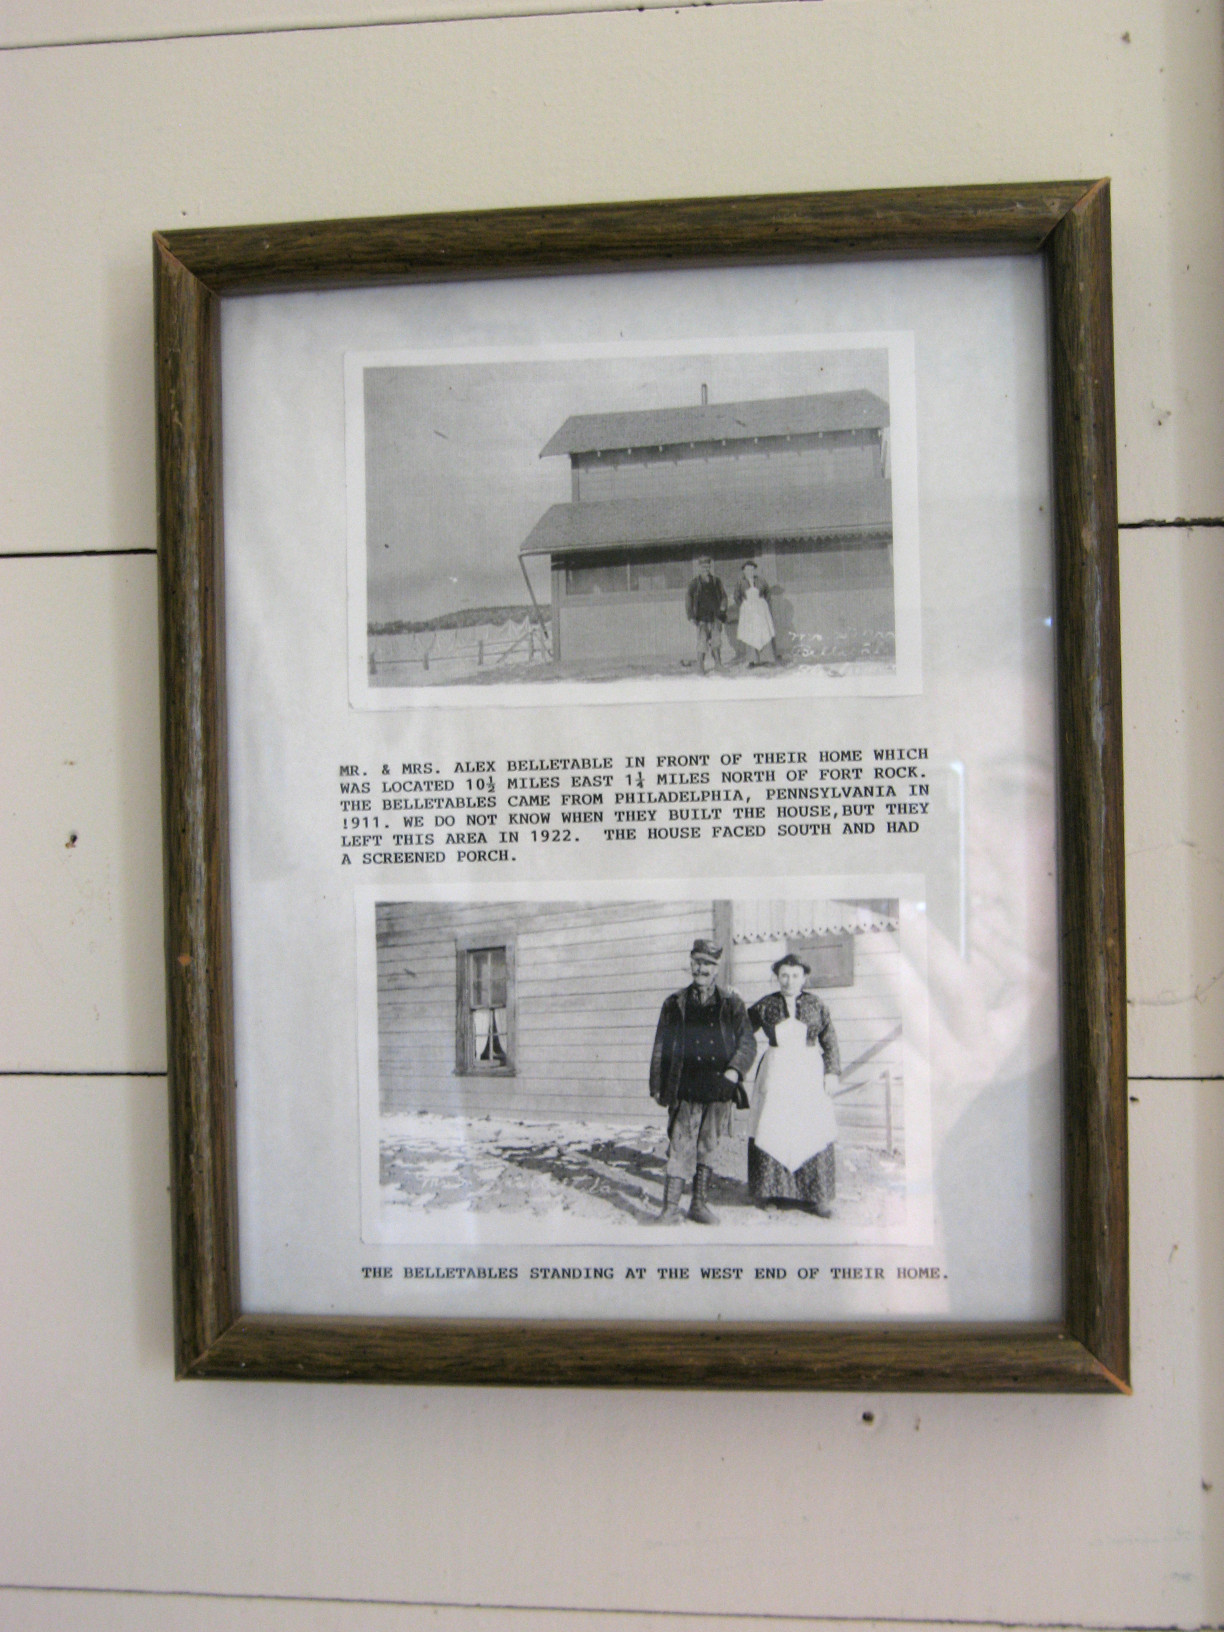 MR. & MRS. ALEX BELLETABLE IN FRONT OF THEIR HOME WHICH
WAS LOCATED 10½ MILES EAST 1¼ MILES NORTH OF FORT ROCK.
THE BELLETABLES CAME FROM PHILADELPHIA, PENNSYLVANIA IN
!911. WE DO NOT KNOW WHEN THEY BUILT THE HOUSE,BUT THEY
LEFT THIS AREA IN 1922. THE HOUSE FACED SOUTH AND HAD
A SCREENED PORCH.
THE BELLETABLES STANDING AT THE WEST END OF THEIR HOME.